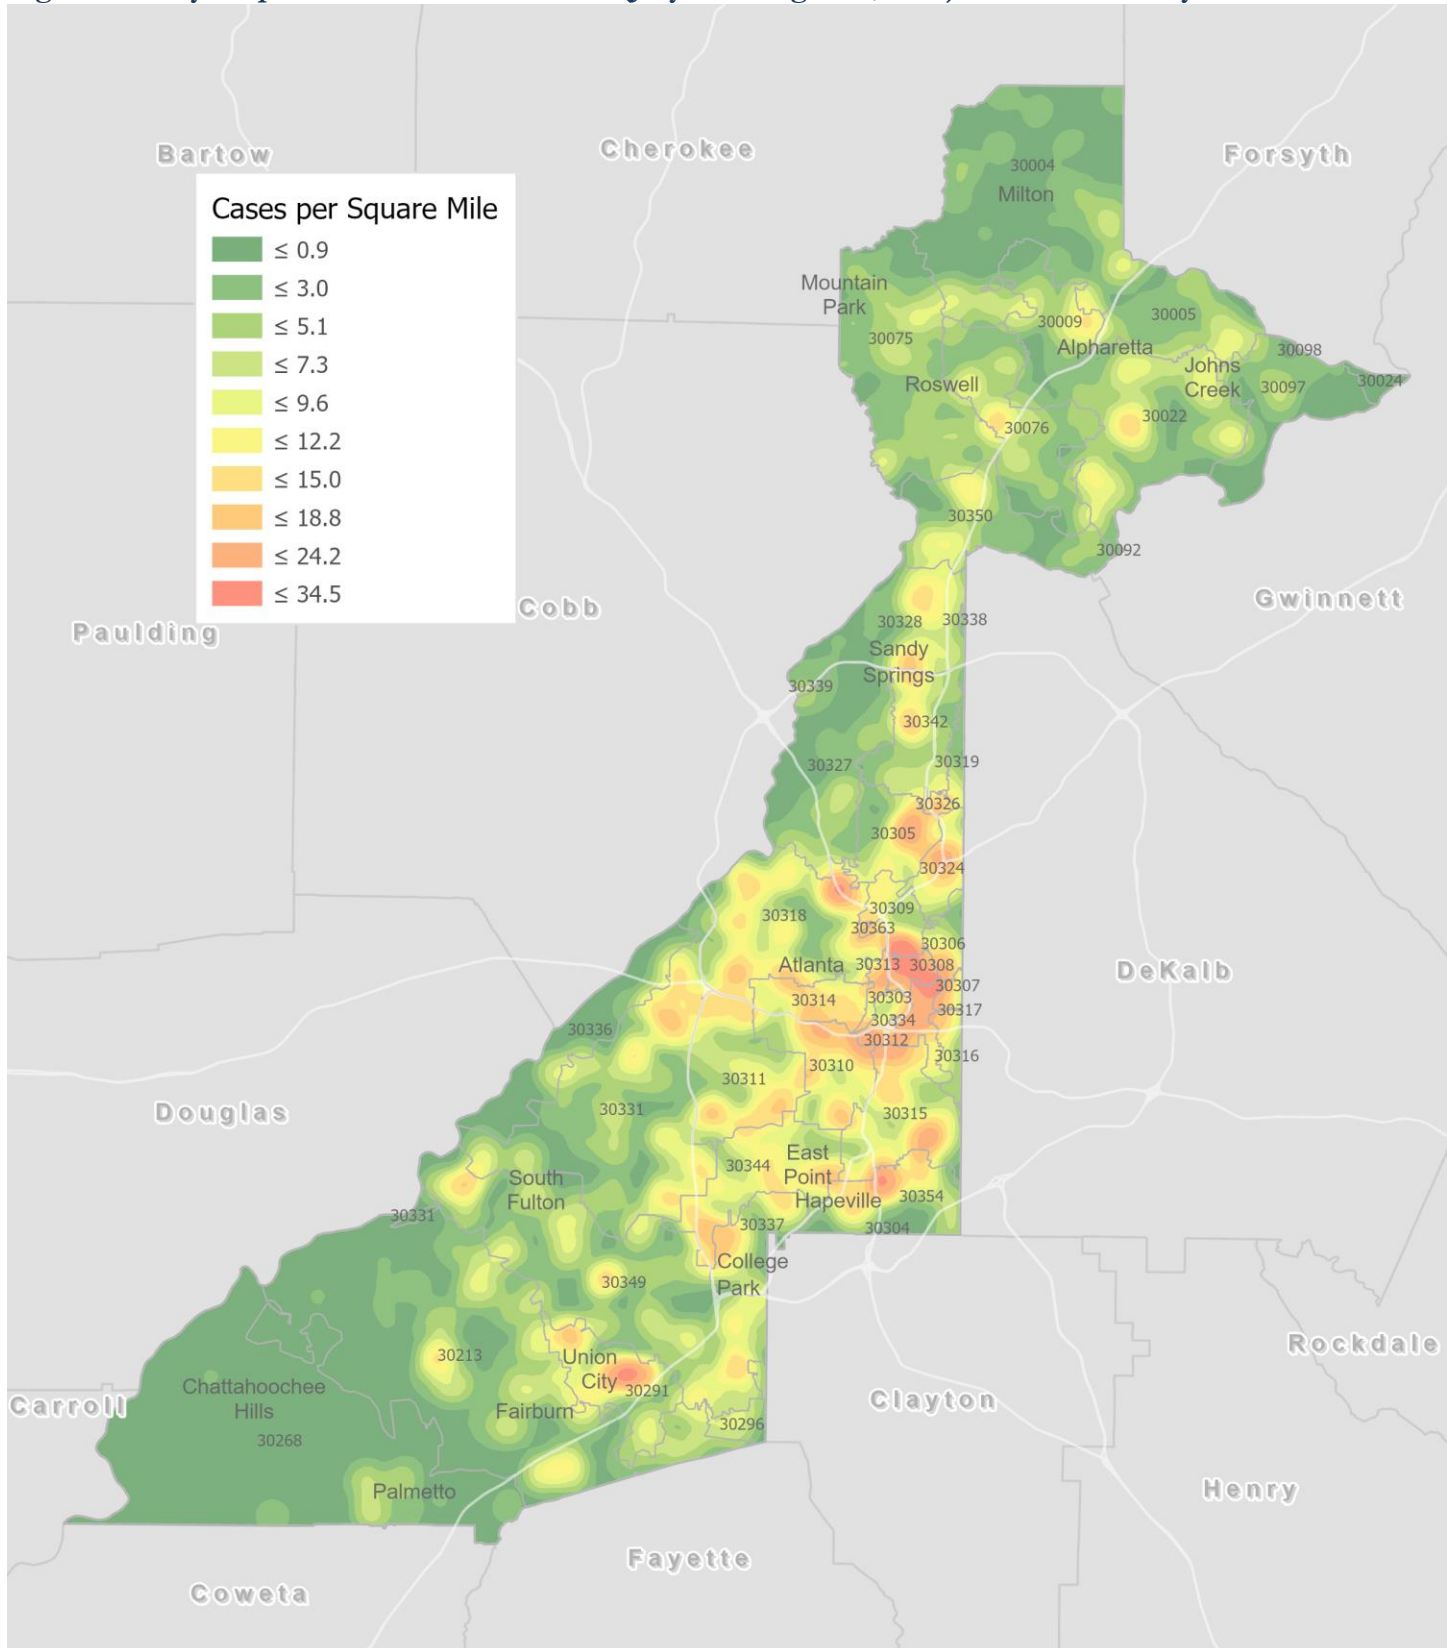 Bartow
Cherokee
Forsyth
Cases per Square Mile
≤ 0.9
≤ 3.0
≤ 5.1
≤ 7.3
≤ 9.6
≤ 12.2
≤ 15.0
≤ 18.8
≤ 24.2
≤ 34.5
30004
Milton
Mountain
Park
30009
30005
30075
Alpharetta
30098
Johns
Creek
30024
30097
Roswell
30022
30076
30350
30092
Gwinnett
Cobb
Paulding
30328
30338
Sandy
Springs
30339
30342
30319
30327
30326
30305
30324
30309
30318
30363
30306
Atlanta
30313
30308
DeKalb
30307
30314
30303
30317
30334
30336
30312
30316
30310
30311
Douglas
30331
30315
East
Point
30344
South
Fulton
Hapeville
30354
30331
30337
30304
College
Park
30349
Rockdale
30213
Union
City
30291
Chattahoochee
Hills
Carroll
Clayton
Fairburn
30296
30268
Palmetto
Henry
Fayette
Coweta